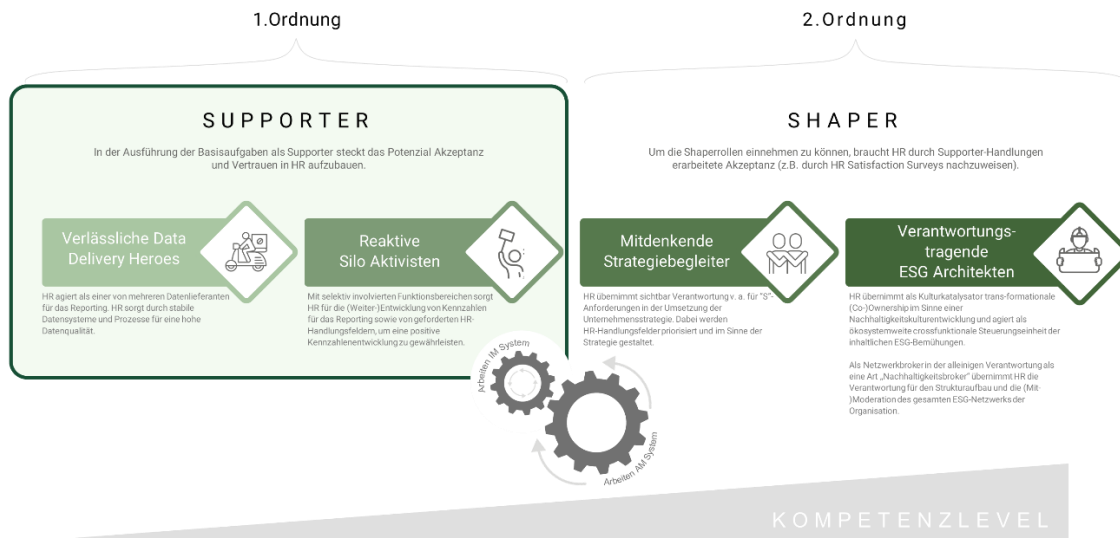 1.Ordnung
2.Ordnung
SUPPORTER
In der Ausführung der Basisaufgaben als Supporter steckt das Potenzial Akzeptanz
und Vertrauen in HR aufzubauen.
SHAPER
Um die Shaperrollen einnehmen zu können, braucht HR durch Supporter-Handlungen
erarbeitete Akzeptanz (z.B. durch HR Satisfaction Surveys nachzuweisen).
Verlässliche Data
Delivery Heroes
HR agiert als einer von mehreren Datenlieferanten
für das Reporting. HR sorgt durch stabile
Datensysteme und Prozesse für eine hohe
Datenqualität.
Reaktive
Silo Aktivisten
Mit selektiv involvierten Funktionsbereichen sorgt
HR für die (Weiter-)Entwicklung von Kennzahlen
für das Reporting sowie von geforderten HR-
Handlungsfeldern, um eine positive
Kennzahlenentwicklung zu gewährleisten.
Mitdenkende
Strategiebegleiter
HR übernimmt sichtbar Verantwortung v. a. für "S"-
Anforderungen in der Umsetzung der
Unternehmensstrategie. Dabei werden
HR-Handlungsfelder priorisiert und im Sinne der
Strategie gestaltet.
Verantwortungs-
tragende
ESG Architekten
HR übernimmt als Kulturkatalysator trans-formationale
(Co-)Ownership im Sinne einer
Nachhaltigkeitskulturentwicklung und agiert als
ökosystemweite crossfunktionale Steuerungseinheit der
inhaltlichen ESG-Bemühungen.
Als Netzwerkbroker in der alleinigen Verantwortung als
eine Art „Nachhaltigkeitsbroker“ übernimmt HR die
Verantwortung für den Strukturaufbau und die (Mit-
)Moderation des gesamten ESG-Netzwerks der
Organisation.
Arbeiten IM System
Arbeiten AM System
KOMPETENZLEVEL